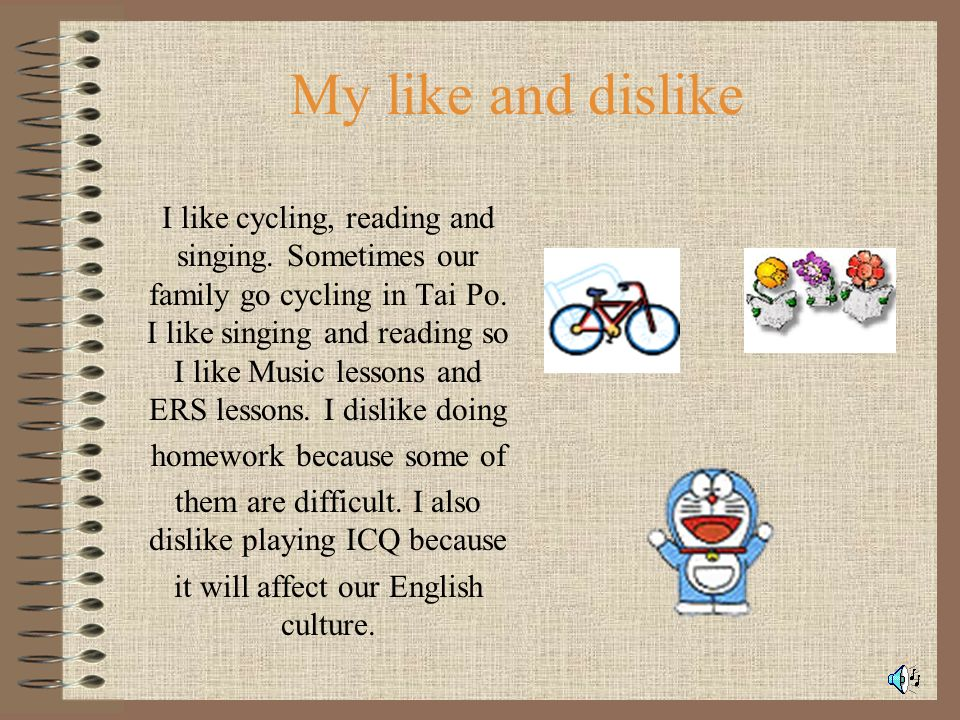 My like and dislike
I like cycling, reading and
singing. Sometimes our
family go cycling in Tai Po.
I like singing and reading so
I like Music lessons and
ERS lessons. I dislike doing
homework because some of
them are difficult. I also
dislike playing ICQ because
it will affect our English
culture.